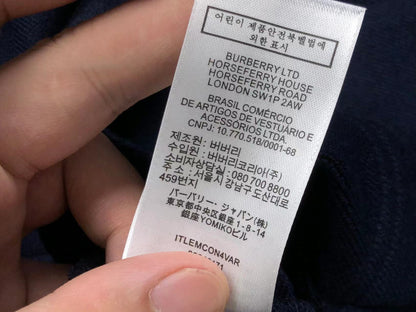 어린이 제품안전특별법에
의한 표시
BURBERRY LTD
HORSEFERRY HOUSE
HORSEFERRY ROAD
LONDON SW1P 2AW
BRASIL COMÉRCIO
DE ARTIGOS DE VESTUÁRIO E
ACESSÓRIOS LTDA.
CNPJ: 10.770.518/0001-68
제조원 : 버버리
수입원 : 버버리코리아(주)
소비자상담실 : 080 700 8800
주소 : 서울시 강남구 도산대로
459번지
バーバリー・ジャパン(株)
東京都中央区銀座1-8-14
銀座YOMIKOビル
ITLEMCON4VAR